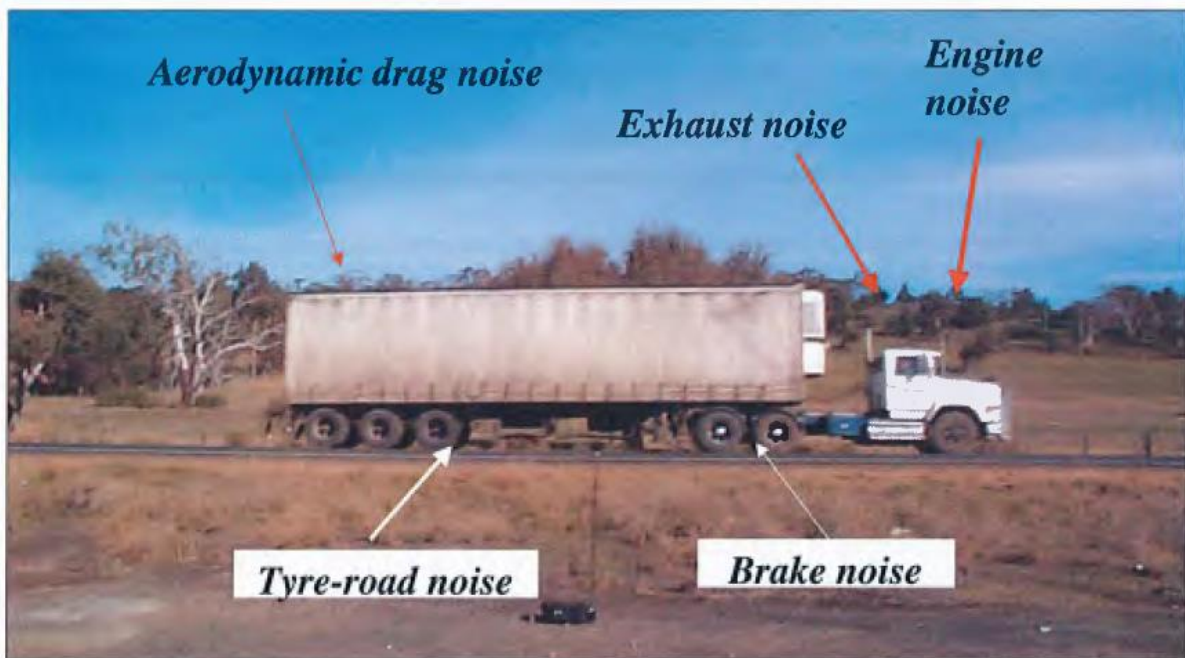 Aerodynamic drag noise
Engine
noise
Exhaust noise
Tyre-road noise
Brake noise